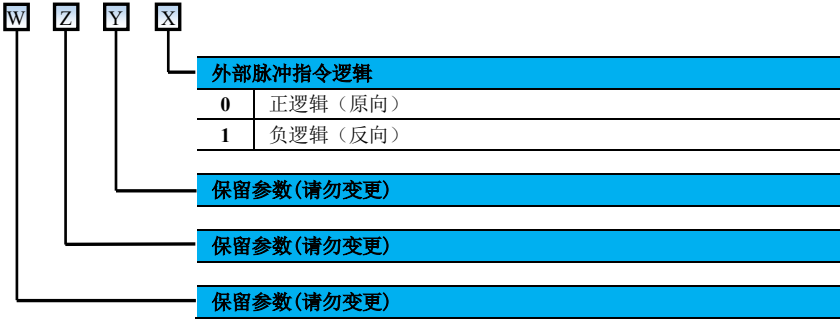 W Z Y X
外部脉冲指令逻辑
0 正逻辑（原向）
1 负逻辑（反向）
保留参数(请勿变更)
保留参数(请勿变更)
保留参数(请勿变更)